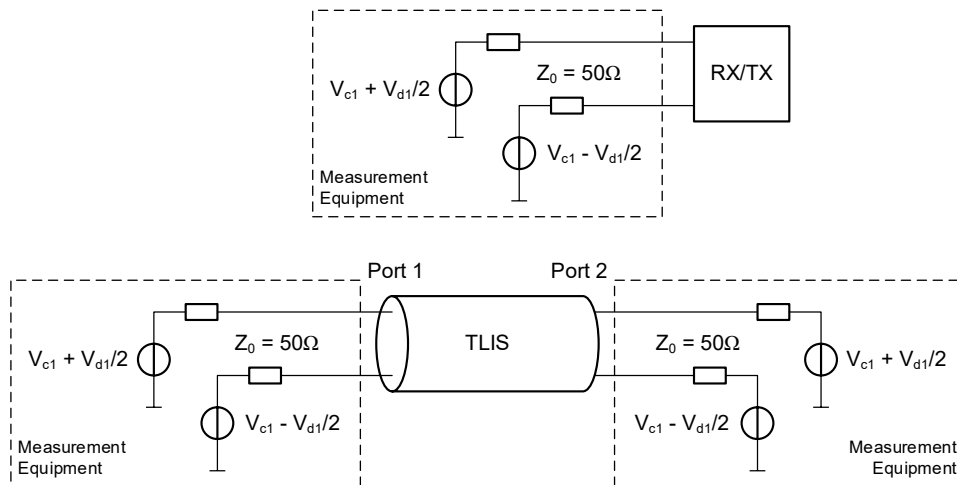 V_c1 + V_d1/2
Z_0 = 50Ω
RX/TX
V_c1 - V_d1/2
Measurement
Equipment
Port 1
Port 2
V_c1 + V_d1/2
Z_0 = 50Ω
TLIS
Z_0 = 50Ω
V_c1 + V_d1/2
V_c1 - V_d1/2
V_c1 - V_d1/2
Measurement
Equipment
Measurement
Equipment